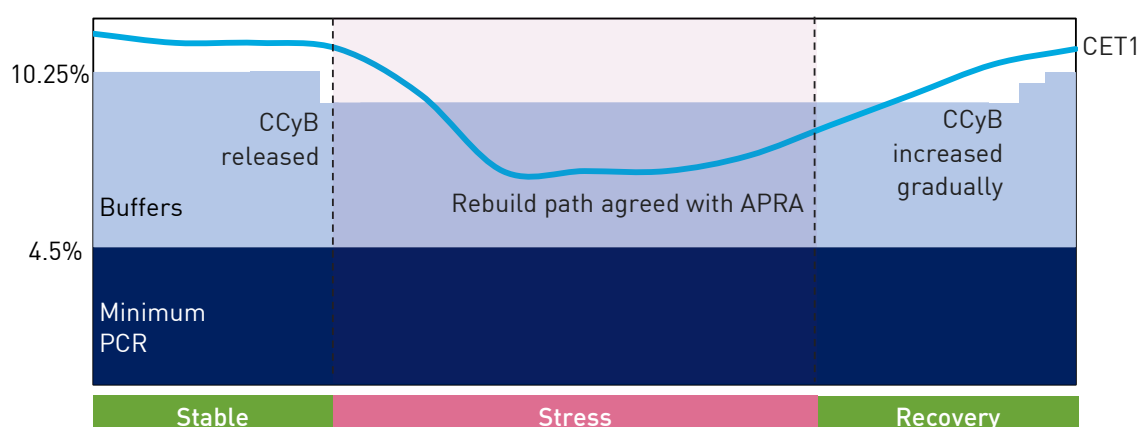 CET1
10.25%
CCyB
released
CCyB
increased
gradually
Buffers
Rebuild path agreed with APRA
4.5%
Minimum
PCR
Stable
Stress
Recovery